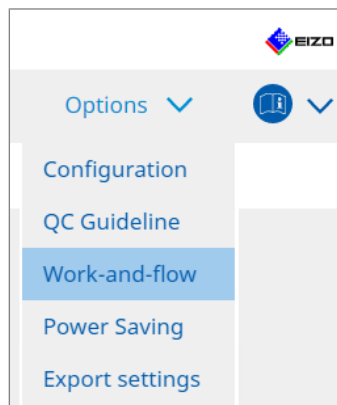 EIZO
Options
Configuration
QC Guideline
Work-and-flow
Power Saving
Export settings